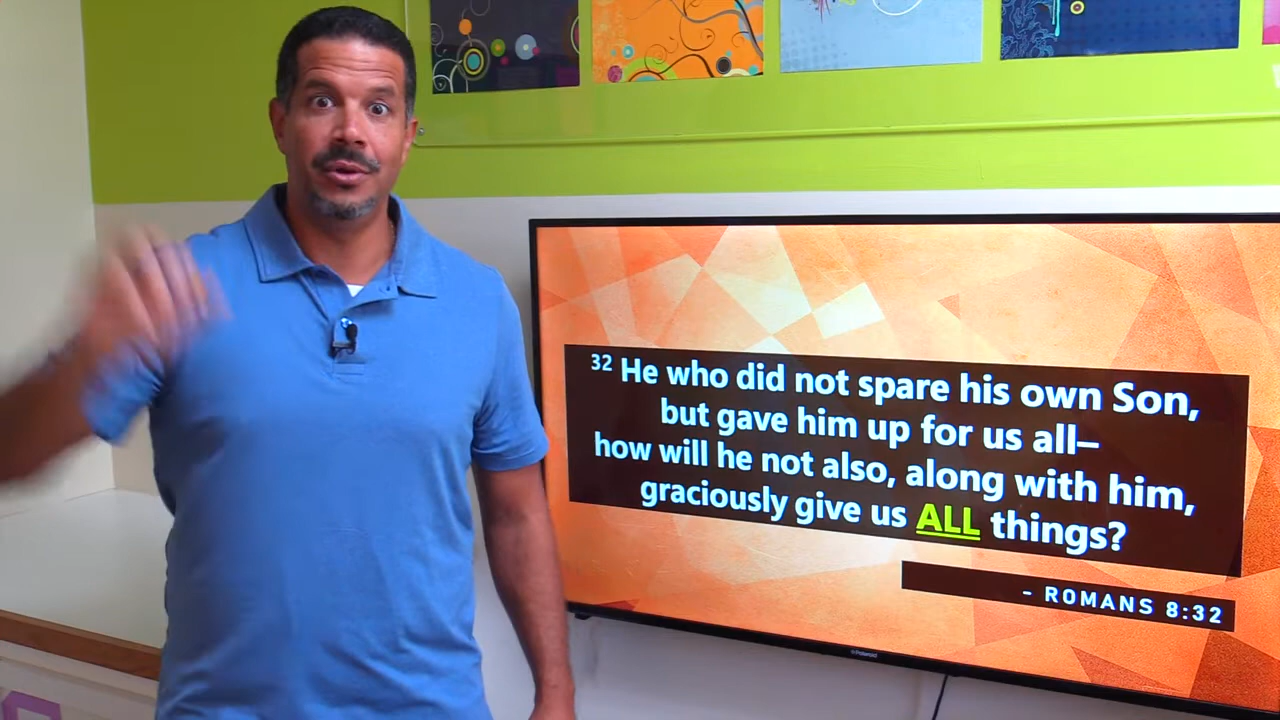 32 He who did not spare his own Son,
but gave him up for us all–
how will he not also, along with him,
graciously give us ALL things?
- ROMANS 8:32
Polaroid